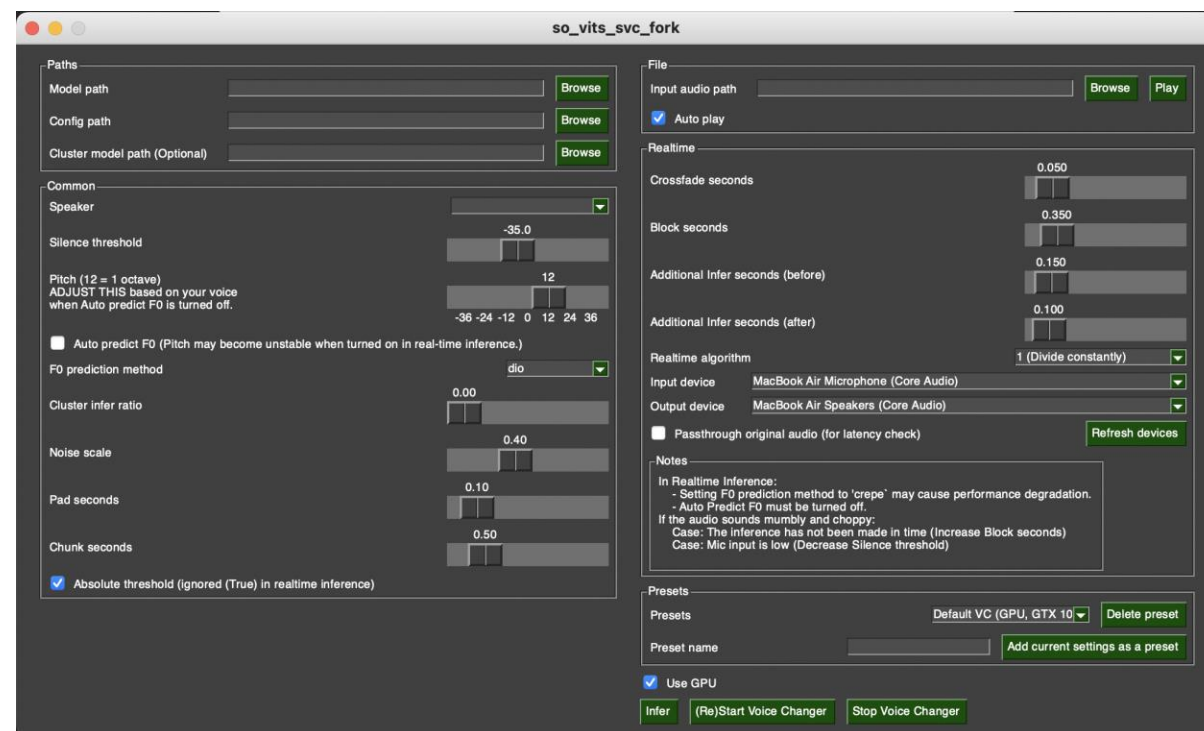 so_vits_svc_fork
Paths
Model path Browse
Config path Browse
Cluster model path (Optional) Browse
Common
Speaker
-35.0
Silence threshold
12
Pitch (12 = 1 octave)
ADJUST THIS based on your voice
when Auto predict F0 is turned off.
-36 -24 -12 0 12 24 36
Auto predict F0 (Pitch may become unstable when turned on in real-time inference.)
F0 prediction method dio
0.00
Cluster infer ratio
0.40
Noise scale
0.10
Pad seconds
0.50
Chunk seconds
Absolute threshold (ignored (True) in realtime inference)
File
Input audio path Browse Play
Auto play
Realtime
0.050
Crossfade seconds
0.350
Block seconds
0.150
Additional Infer seconds (before)
0.100
Additional Infer seconds (after)
Realtime algorithm 1 (Divide constantly)
Input device MacBook Air Microphone (Core Audio)
Output device MacBook Air Speakers (Core Audio)
Passthrough original audio (for latency check) Refresh devices
Notes
In Realtime Inference:
- Setting F0 prediction method to 'crepe` may cause performance degradation.
- Auto Predict F0 must be turned off.
If the audio sounds mumbly and choppy:
Case: The inference has not been made in time (Increase Block seconds)
Case: Mic input is low (Decrease Silence threshold)
Presets
Presets Default VC (GPU, GTX 10 Delete preset
Preset name Add current settings as a preset
Use GPU
Infer (Re)Start Voice Changer Stop Voice Changer